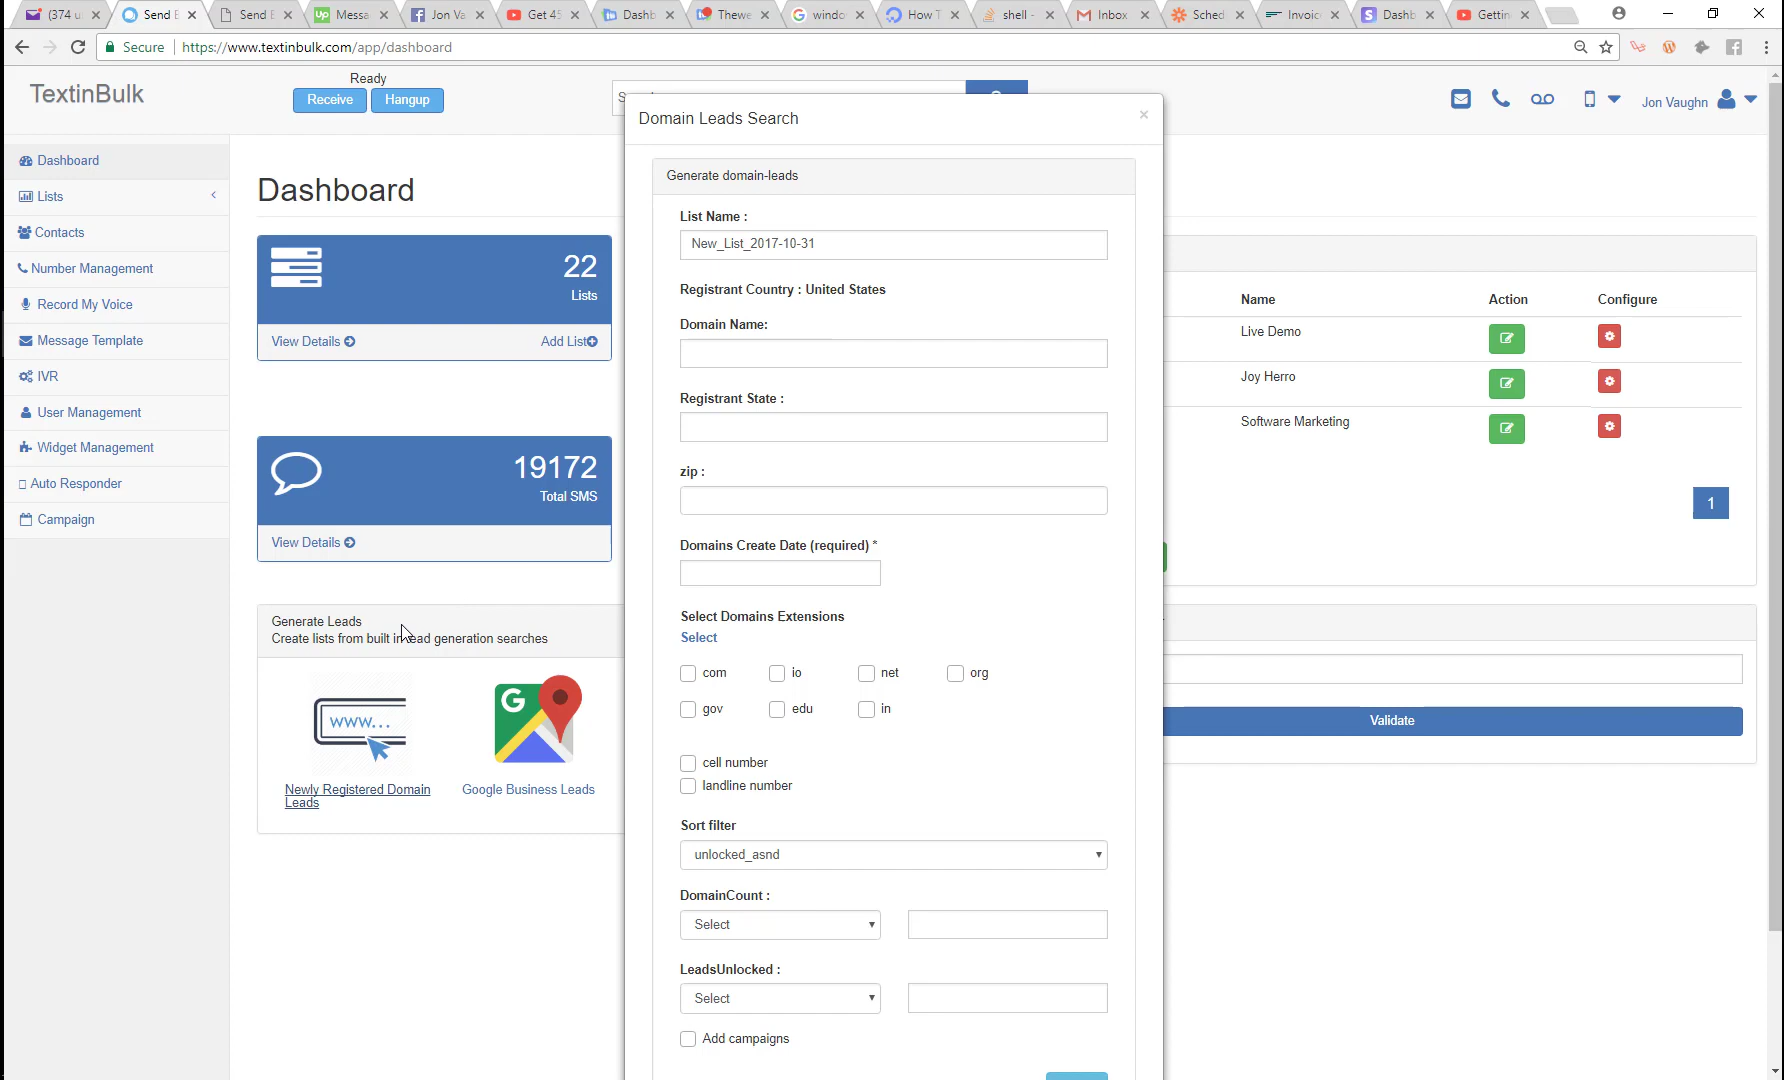 (374 u
Send E
Send E
Up Messa
Jon Va
Get 45
Dashb
Thewe
windo
How T
shell -
Inbox
Sched
Invoic
Dashb
Gettin
Secure https://www.textinbulk.com/app/dashboard
TextinBulk
Ready
Receive Hangup
Jon Vaughn
Dashboard
Lists
Contacts
Number Management
Record My Voice
Message Template
IVR
User Management
Widget Management
Auto Responder
Campaign
Dashboard
22
Lists
View Details Add List
19172
Total SMS
View Details
Generate Leads
Create lists from built in lead generation searches
www...
G
Newly Registered Domain
Leads
Google Business Leads
Domain Leads Search ×
Generate domain-leads
List Name :
New_List_2017-10-31
Registrant Country : United States
Domain Name:
Registrant State :
zip :
Domains Create Date (required) *
Select Domains Extensions
Select
com io net org
gov edu in
cell number
landline number
Sort filter
unlocked_asnd
DomainCount :
Select
LeadsUnlocked :
Select
Add campaigns
Name Action Configure
Live Demo
Joy Herro
Software Marketing
1
Validate